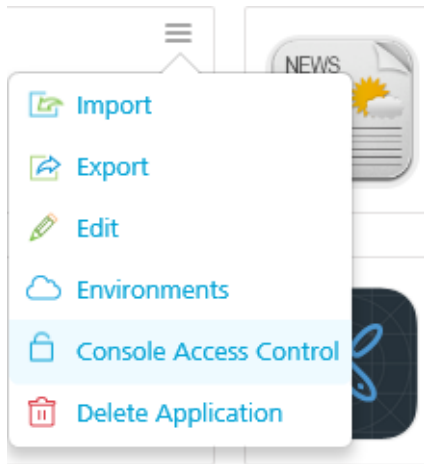 NEWS
Import
Export
Edit
Environments
Console Access Control
Delete Application